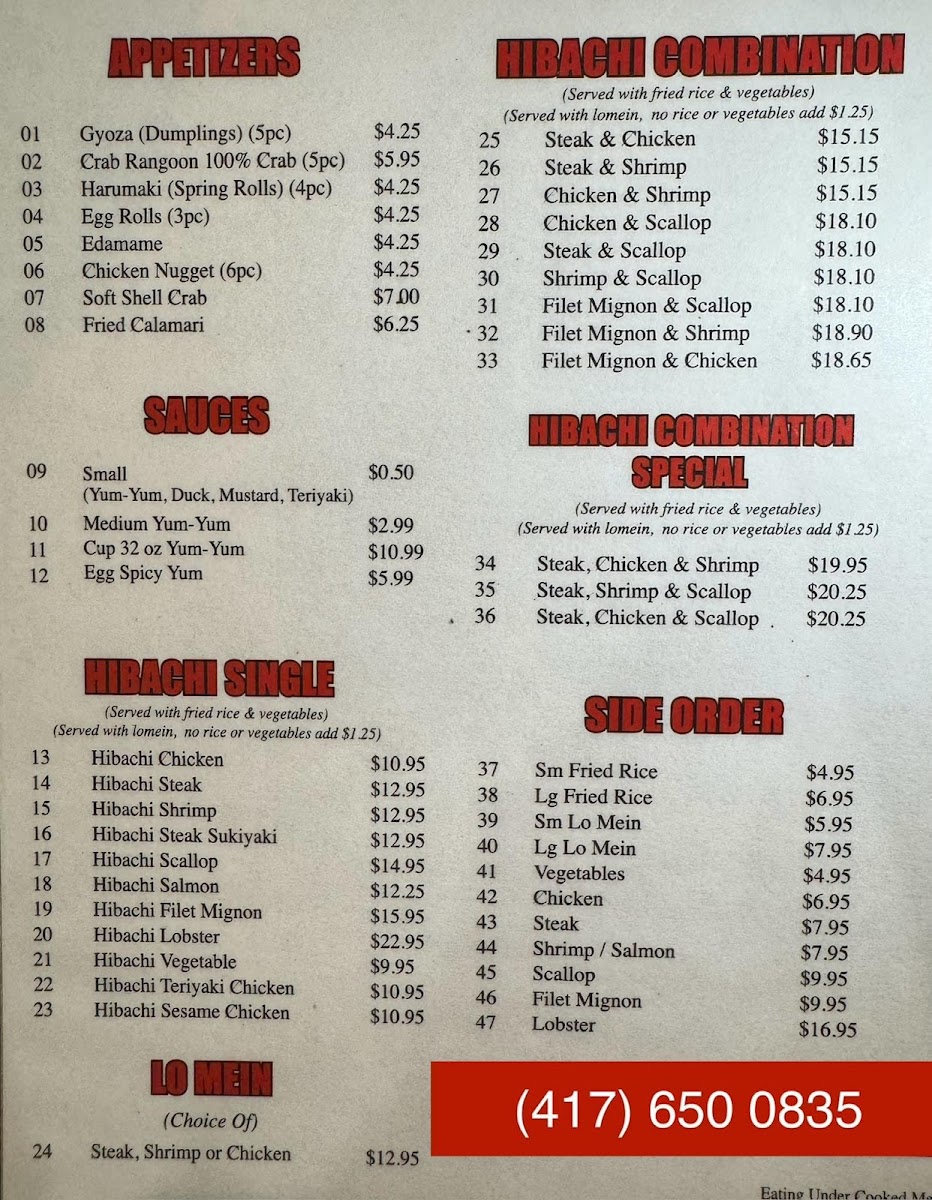 APPETIZERS
01 Gyoza (Dumplings) (5pc) $4.25
02 Crab Rangoon 100% Crab (5pc) $5.95
03 Harumaki (Spring Rolls) (4pc) $4.25
04 Egg Rolls (3pc) $4.25
05 Edamame $4.25
06 Chicken Nugget (6pc) $4.25
07 Soft Shell Crab $7.00
08 Fried Calamari $6.25
SAUCES
09 Small $0.50
(Yum-Yum, Duck, Mustard, Teriyaki)
10 Medium Yum-Yum $2.99
11 Cup 32 oz Yum-Yum $10.99
12 Egg Spicy Yum $5.99
HIBACHI SINGLE
(Served with fried rice & vegetables)
(Served with lomein, no rice or vegetables add $1.25)
13 Hibachi Chicken $10.95
14 Hibachi Steak $12.95
15 Hibachi Shrimp $12.95
16 Hibachi Steak Sukiyaki $12.95
17 Hibachi Scallop $14.95
18 Hibachi Salmon $12.25
19 Hibachi Filet Mignon $15.95
20 Hibachi Lobster $22.95
21 Hibachi Vegetable $9.95
22 Hibachi Teriyaki Chicken $10.95
23 Hibachi Sesame Chicken $10.95
LO MEIN
(Choice Of)
24 Steak, Shrimp or Chicken $12.95
HIBACHI COMBINATION
(Served with fried rice & vegetables)
(Served with lomein, no rice or vegetables add $1.25)
25 Steak & Chicken $15.15
26 Steak & Shrimp $15.15
27 Chicken & Shrimp $15.15
28 Chicken & Scallop $18.10
29 Steak & Scallop $18.10
30 Shrimp & Scallop $18.10
31 Filet Mignon & Scallop $18.10
32 Filet Mignon & Shrimp $18.90
33 Filet Mignon & Chicken $18.65
HIBACHI COMBINATION
SPECIAL
(Served with fried rice & vegetables)
(Served with lomein, no rice or vegetables add $1.25)
34 Steak, Chicken & Shrimp $19.95
35 Steak, Shrimp & Scallop $20.25
36 Steak, Chicken & Scallop $20.25
SIDE ORDER
37 Sm Fried Rice $4.95
38 Lg Fried Rice $6.95
39 Sm Lo Mein $5.95
40 Lg Lo Mein $7.95
41 Vegetables $4.95
42 Chicken $6.95
43 Steak $7.95
44 Shrimp / Salmon $7.95
45 Scallop $9.95
46 Filet Mignon $9.95
47 Lobster $16.95
(417) 650 0835
Eating Under Cooked